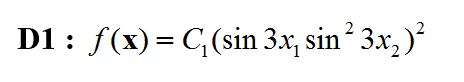 D1 : f(x) = C₁(sin 3x₁ sin² 3x₂)²